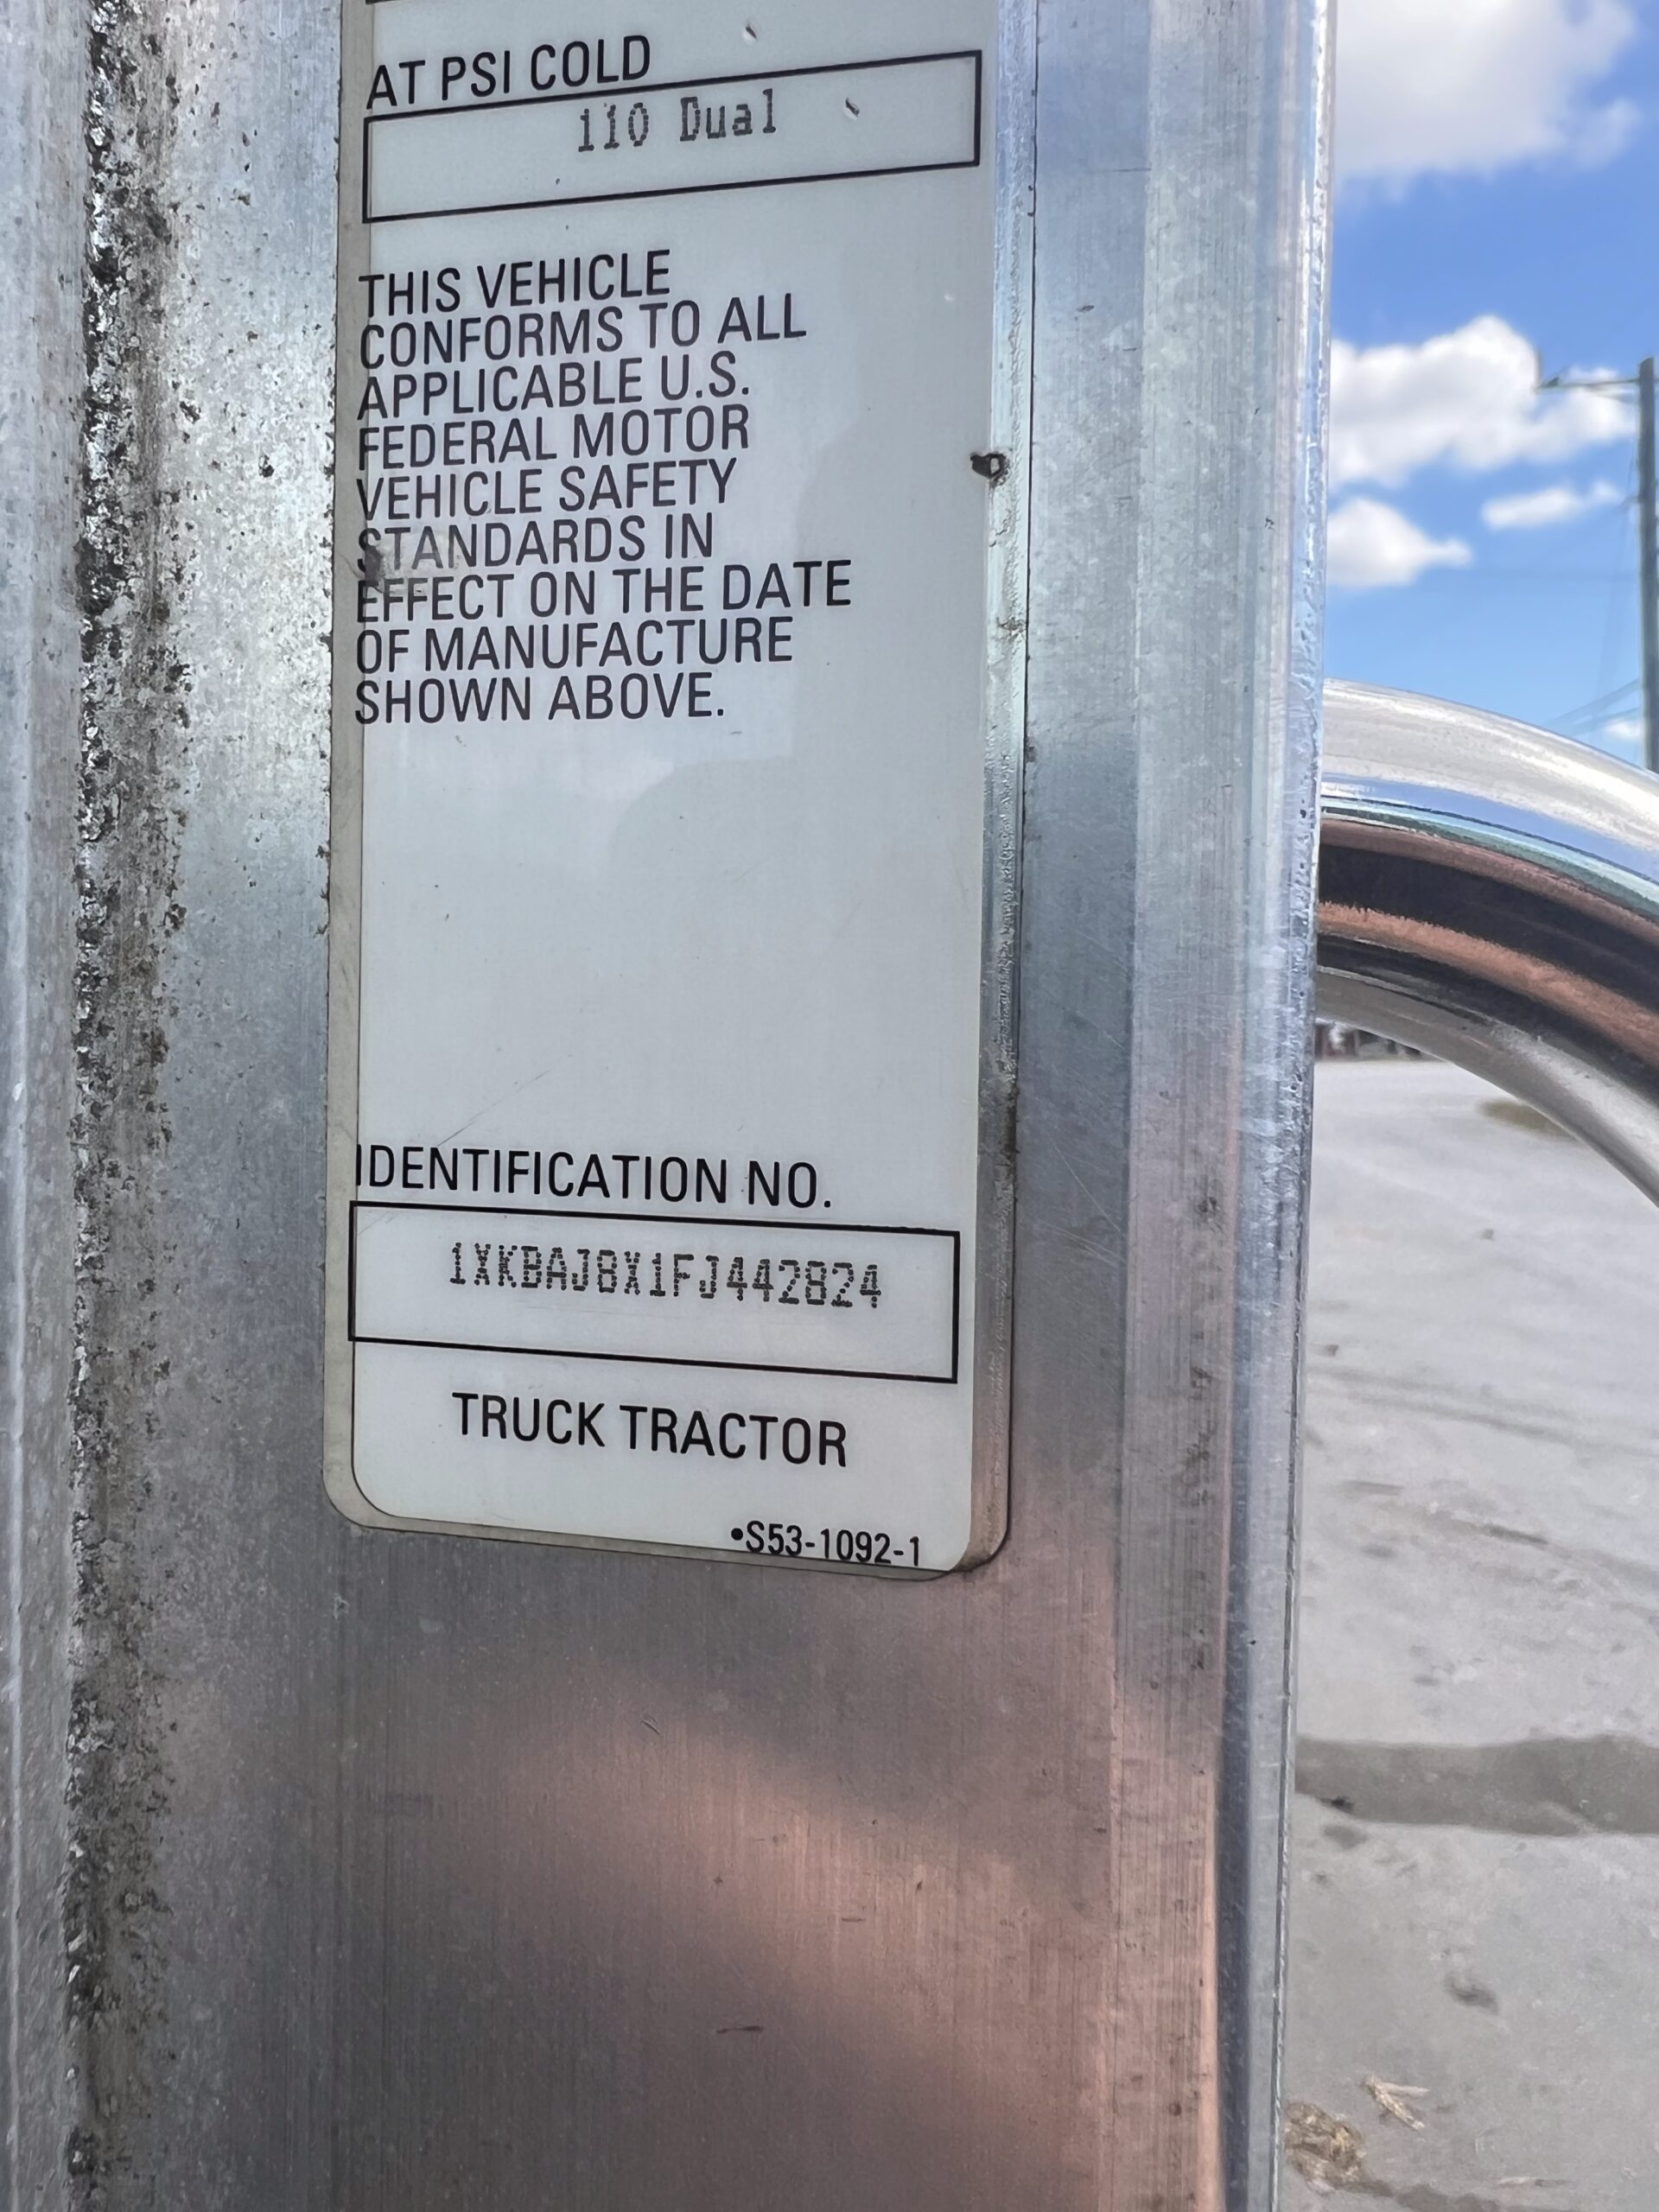 AT PSI COLD
110 Dual
THIS VEHICLE
CONFORMS TO ALL
APPLICABLE U.S.
FEDERAL MOTOR
VEHICLE SAFETY
STANDARDS IN
EFFECT ON THE DATE
OF MANUFACTURE
SHOWN ABOVE.
IDENTIFICATION NO.
1XKBAJ8X1FJ442824
TRUCK TRACTOR
•S53-1092-1